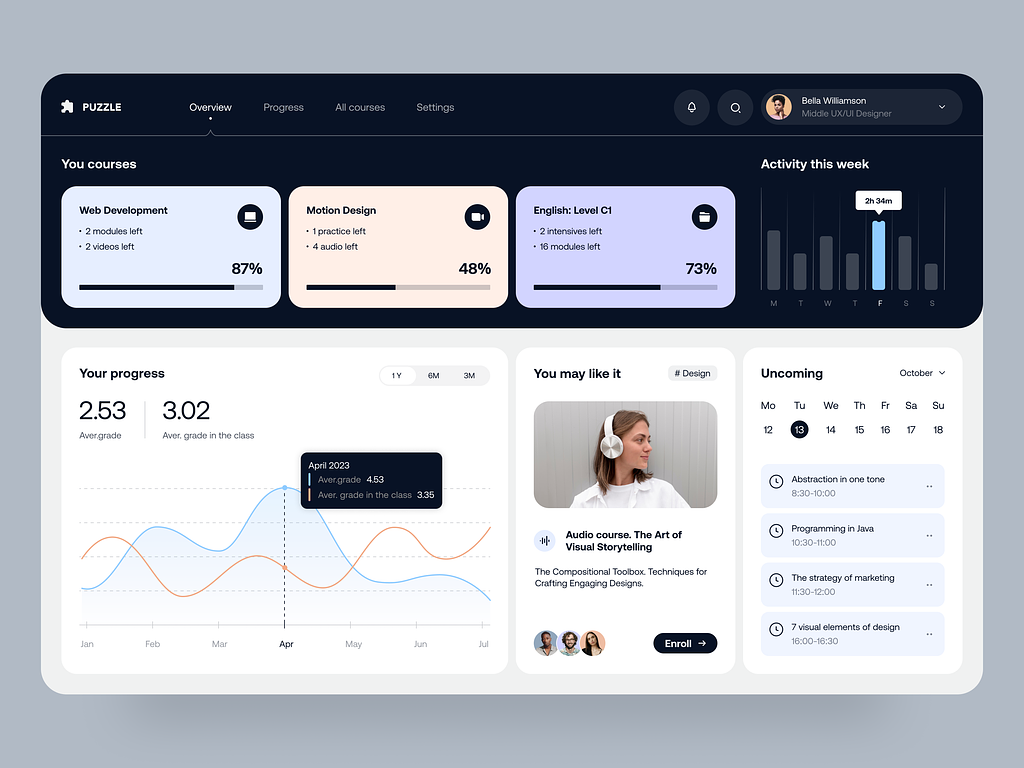 PUZZLE
Overview
Progress
All courses
Settings
Bella Williamson
Middle UX/UI Designer
You courses
Web Development
• 2 modules left
• 2 videos left
87%
Motion Design
• 1 practice left
• 4 audio left
48%
English: Level C1
• 2 intensives left
• 16 modules left
73%
Activity this week
2h 34m
M T W T F S S
Your progress
1 Y 6M 3M
2.53
Aver.grade
3.02
Aver. grade in the class
April 2023
Aver.grade 4.53
Aver. grade in the class 3.35
Jan Feb Mar Apr May Jun Jul
You may like it
# Design
Audio course. The Art of
Visual Storytelling
The Compositional Toolbox. Techniques for
Crafting Engaging Designs.
Enroll →
Uncoming
October
Mo Tu We Th Fr Sa Su
12 13 14 15 16 17 18
Abstraction in one tone
8:30-10:00
Programming in Java
10:30-11:00
The strategy of marketing
11:30-12:00
7 visual elements of design
16:00-16:30